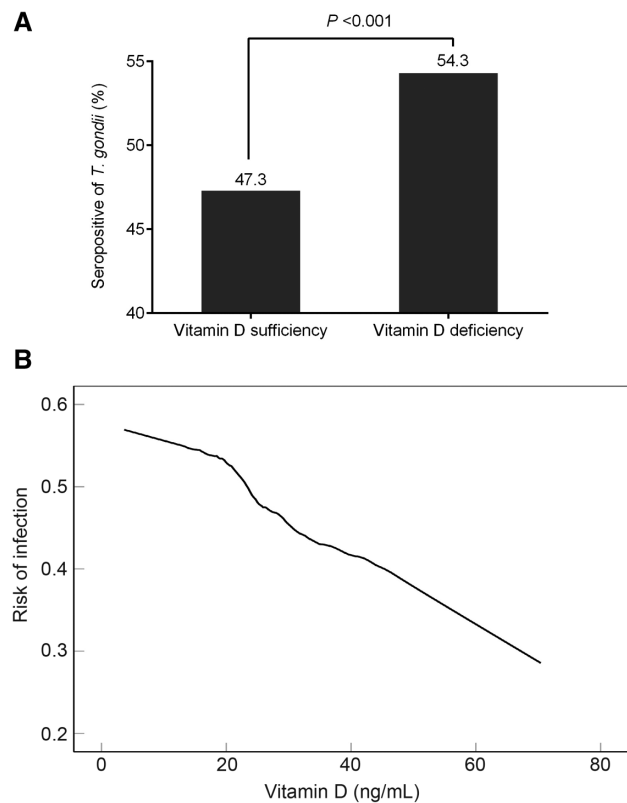 A
P <0.001
Seropositive of T. gondii (%)
55
50
45
40
47.3
54.3
Vitamin D sufficiency
Vitamin D deficiency
B
Risk of infection
0.6
0.5
0.4
0.3
0.2
0
20
40
60
80
Vitamin D (ng/mL)